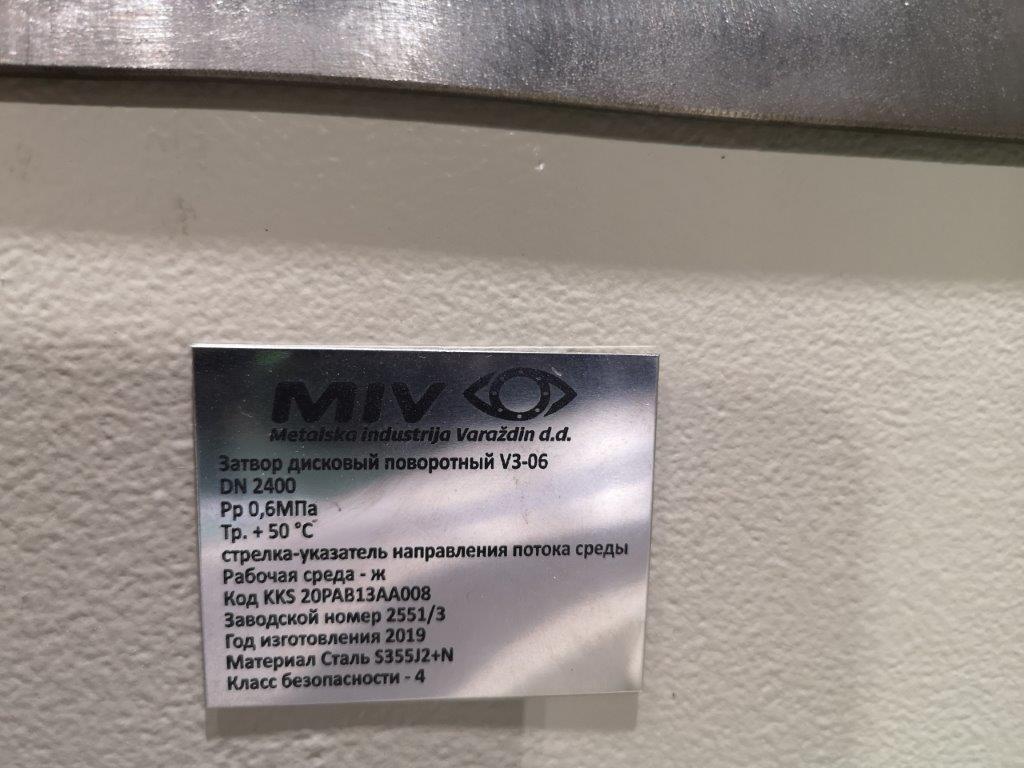 MIV
Metalska industrija Varaždin d.d.
Затвор дисковый поворотный V3-06
DN 2400
Рр 0,6МПа
Тр. + 50 °С
стрелка-указатель направления потока среды
Рабочая среда - ж
Код KKS 20PAB13AA008
Заводской номер 2551/3
Год изготовления 2019
Материал Сталь S355J2+N
Класс безопасности - 4